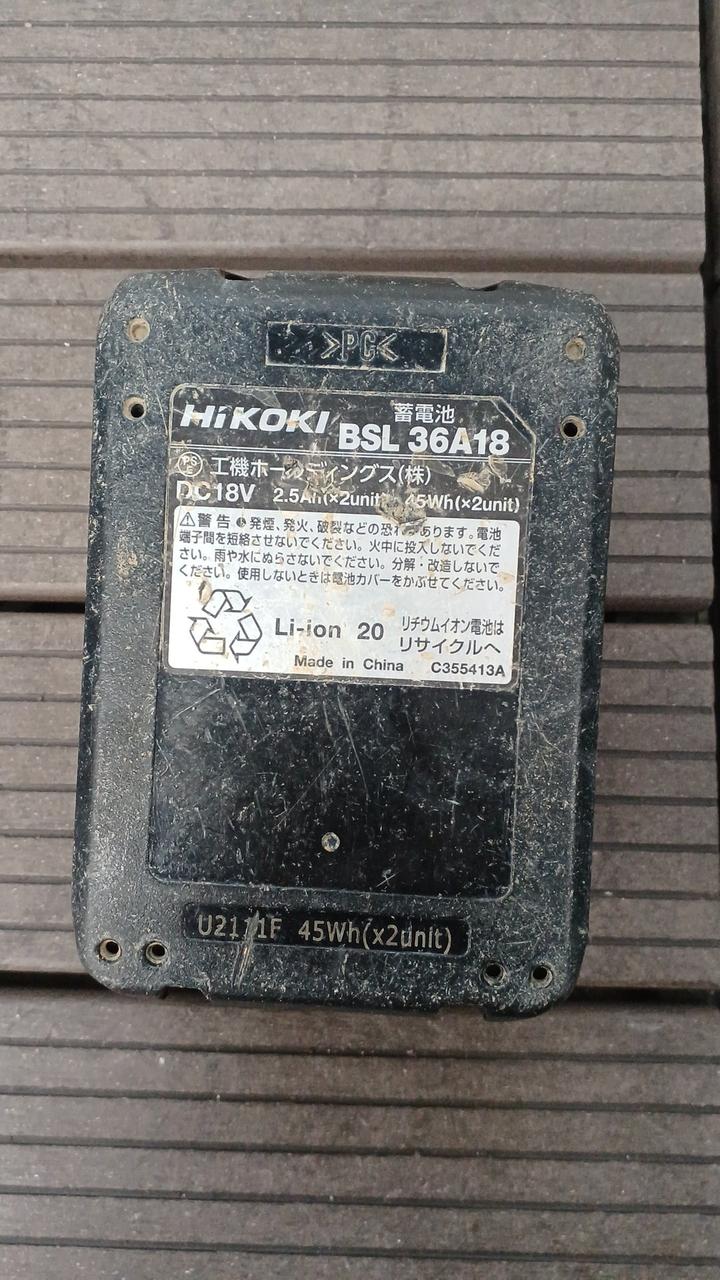 >PC<
HiKOKI 蓄電池
BSL 36A18
PS E 工機ホールディングス(株)
DC18V 2.5Ah(×2unit) 45Wh(×2unit)
⚠警告 ●発煙、発火、破裂などの恐れがあります。電池
端子間を短絡させないでください。火中に投入しないでくだ
さい。雨や水にぬらさないでください。分解・改造しないで
ください。使用しないときは電池カバーをかぶせてください。
Li-ion 20 リチウムイオン電池は
リサイクルへ
Made in China C355413A
45Wh(x2unit)